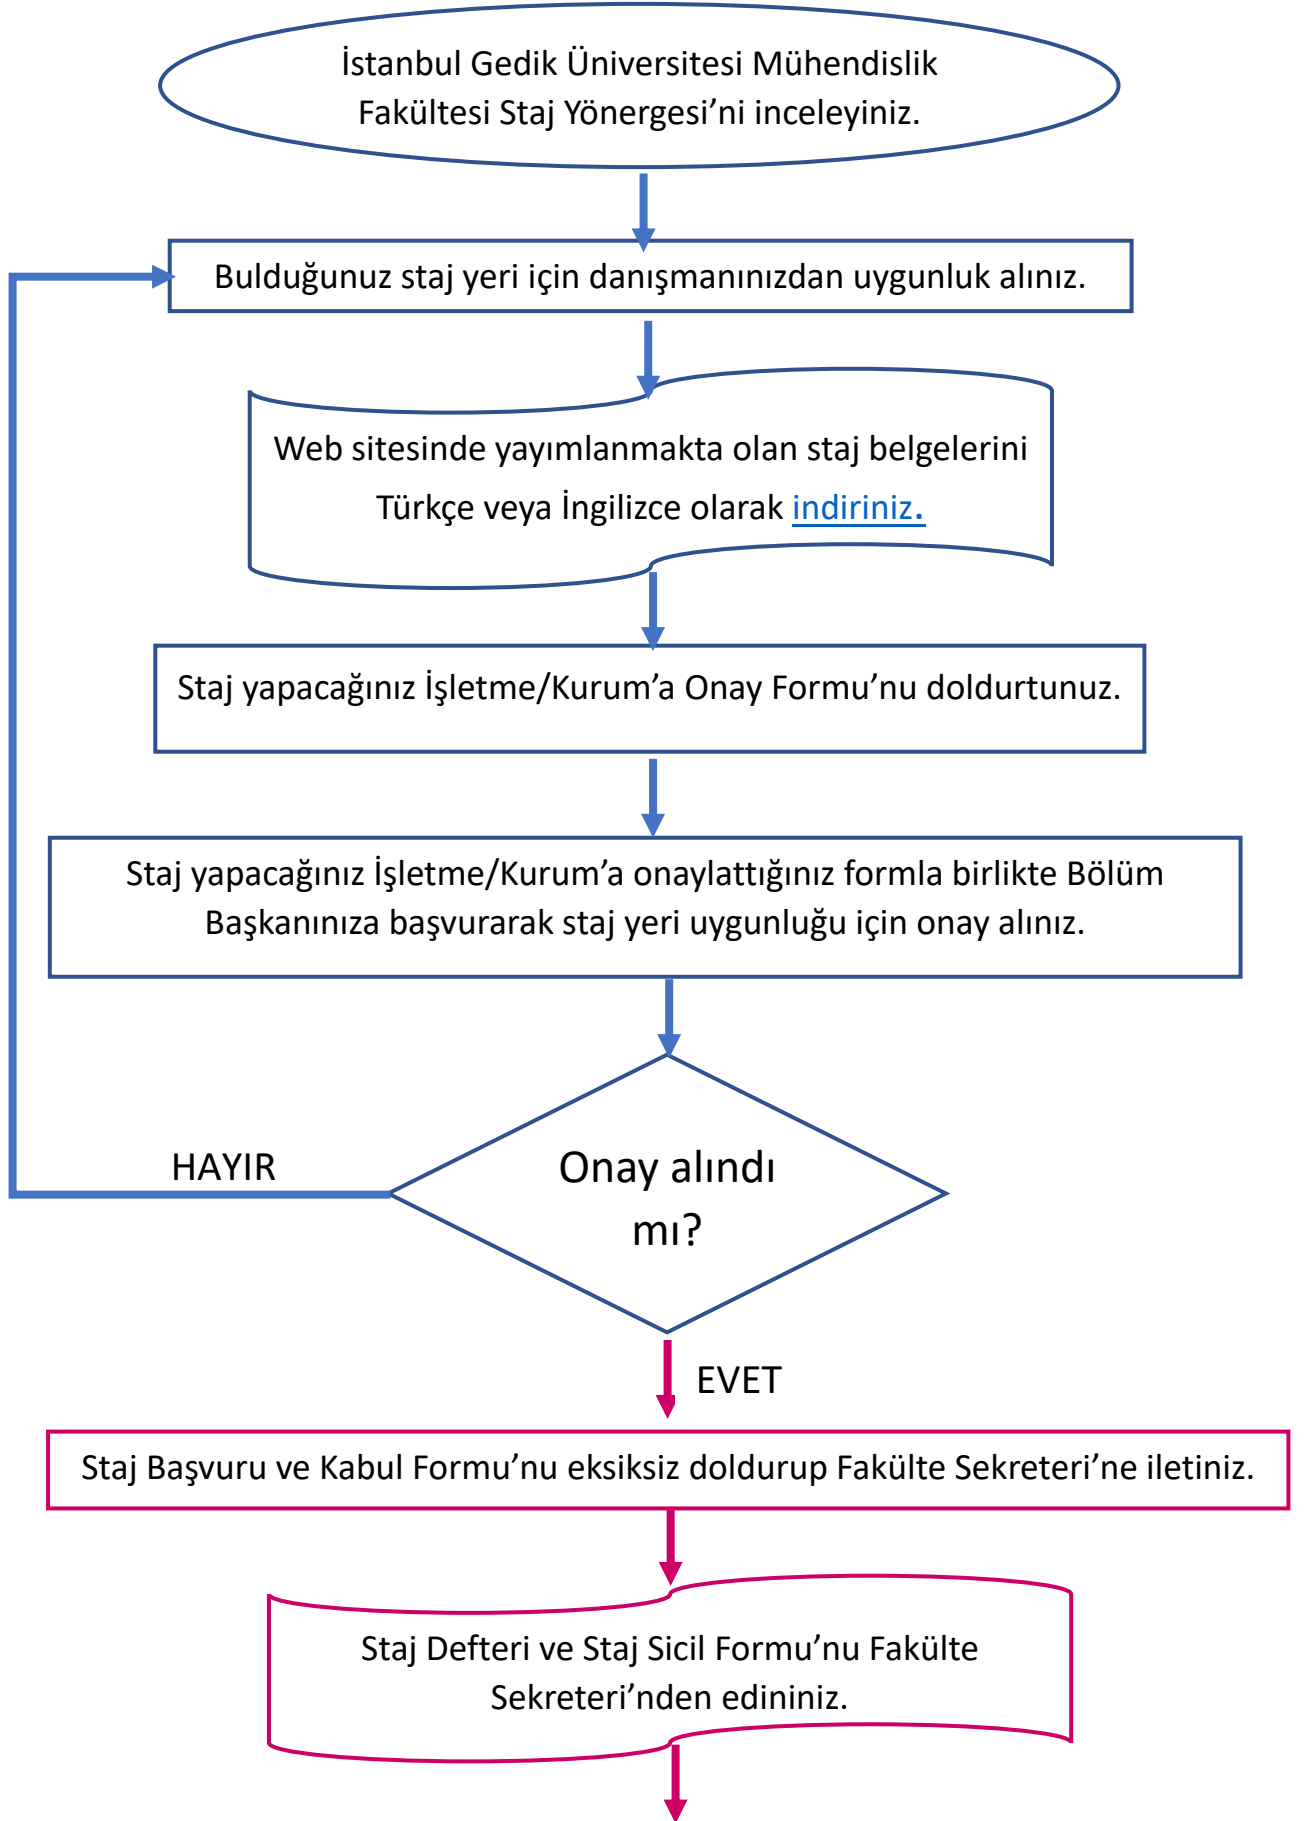 İstanbul Gedik Üniversitesi Mühendislik
Fakültesi Staj Yönergesi’ni inceleyiniz.
Bulduğunuz staj yeri için danışmanınızdan uygunluk alınız.
Web sitesinde yayımlanmakta olan staj belgelerini
Türkçe veya İngilizce olarak indiriniz.
Staj yapacağınız İşletme/Kurum’a Onay Formu’nu doldurtunuz.
Staj yapacağınız İşletme/Kurum’a onaylattığınız formla birlikte Bölüm
Başkanınıza başvurarak staj yeri uygunluğu için onay alınız.
HAYIR
Onay alındı
mı?
EVET
Staj Başvuru ve Kabul Formu’nu eksiksiz doldurup Fakülte Sekreteri’ne iletiniz.
Staj Defteri ve Staj Sicil Formu’nu Fakülte
Sekreteri’nden edininiz.